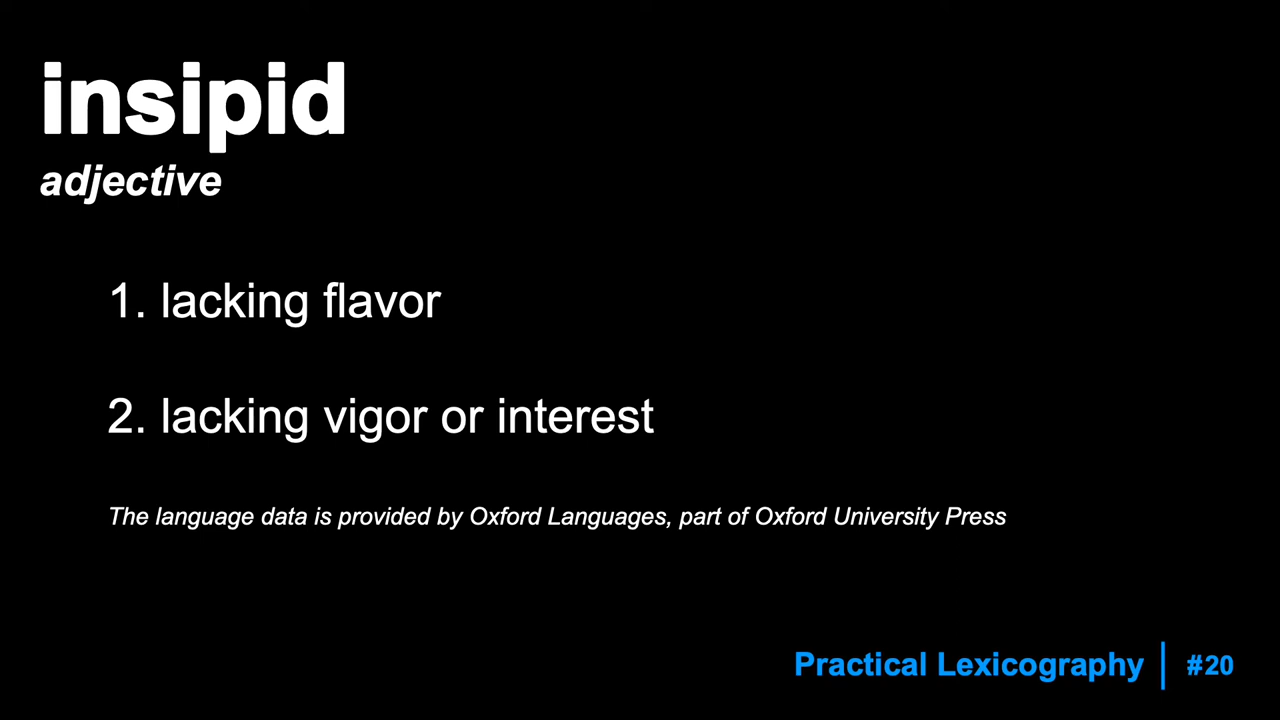 insipid
adjective
1. lacking flavor
2. lacking vigor or interest
The language data is provided by Oxford Languages, part of Oxford University Press
Practical Lexicography | #20